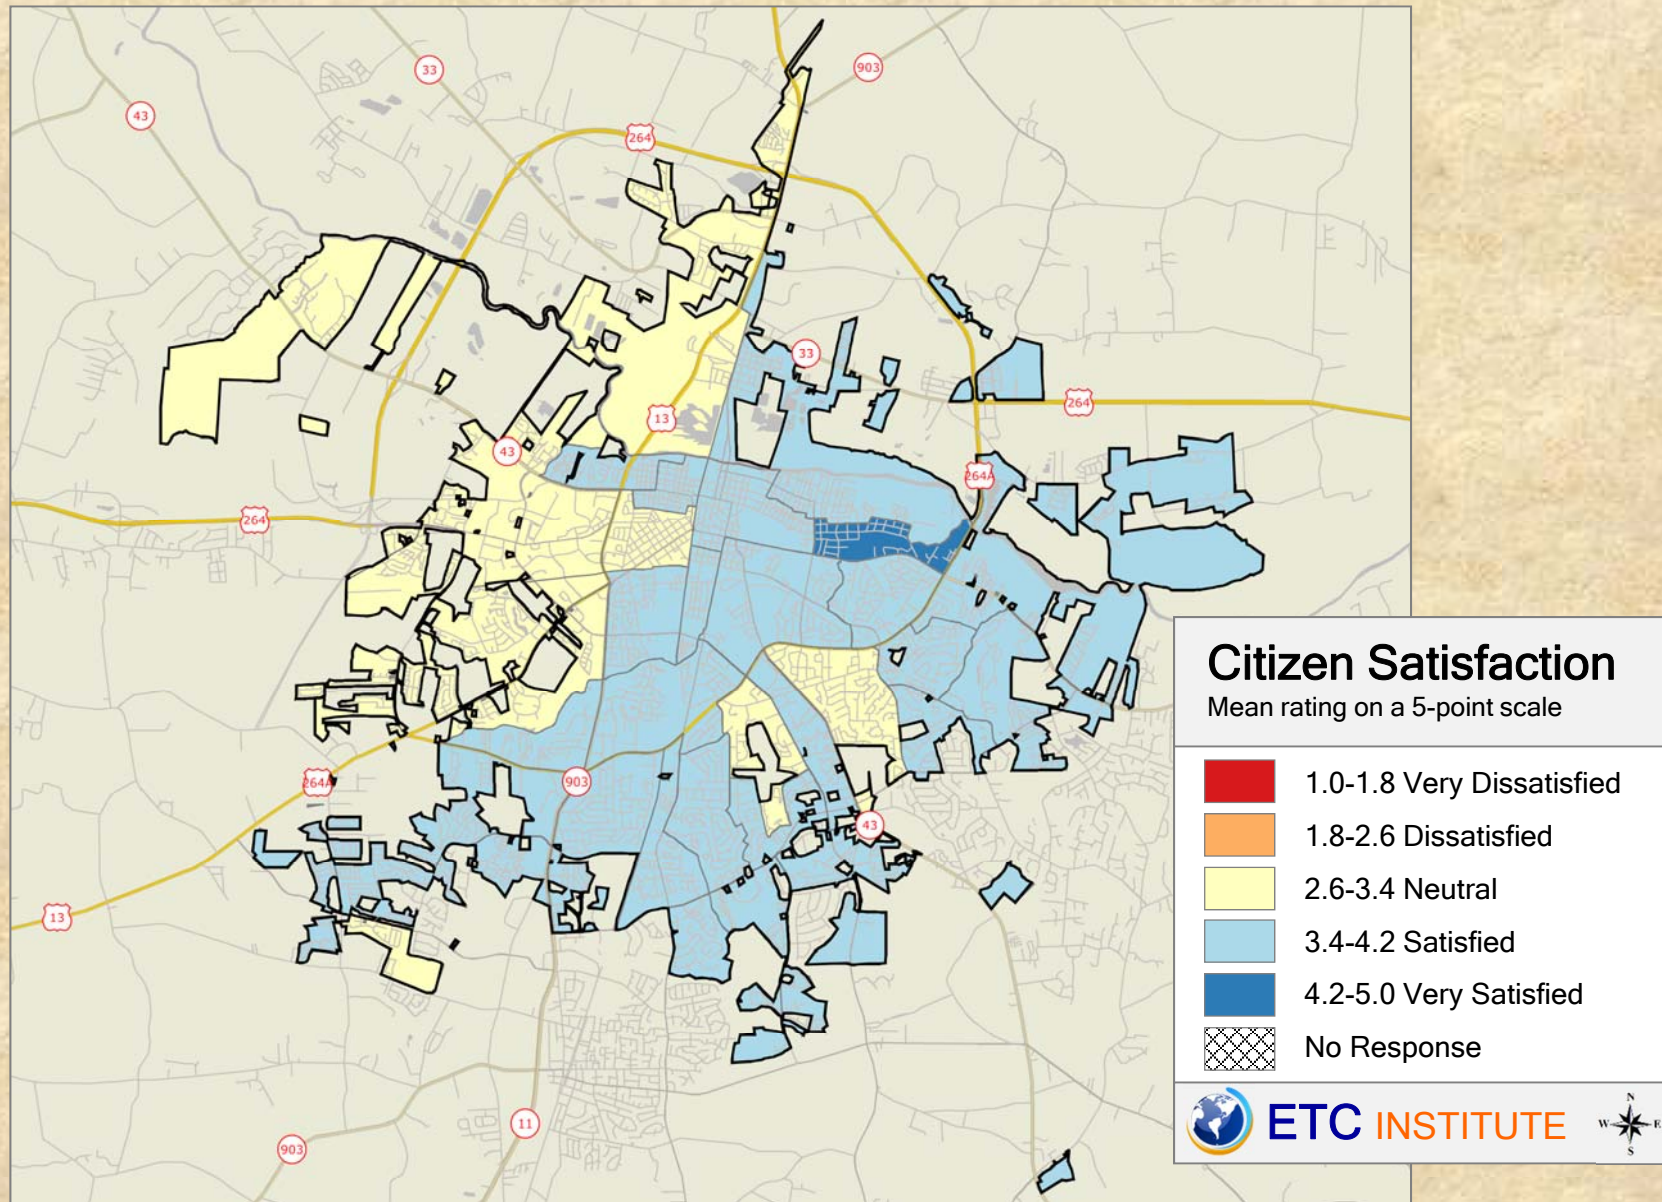 33
903
43
264
33
13
264
43
264A
264
903
264A
43
13
11
903
Citizen Satisfaction
Mean rating on a 5-point scale
1.0-1.8 Very Dissatisfied
1.8-2.6 Dissatisfied
2.6-3.4 Neutral
3.4-4.2 Satisfied
4.2-5.0 Very Satisfied
No Response
ETC INSTITUTE
N
W E
S